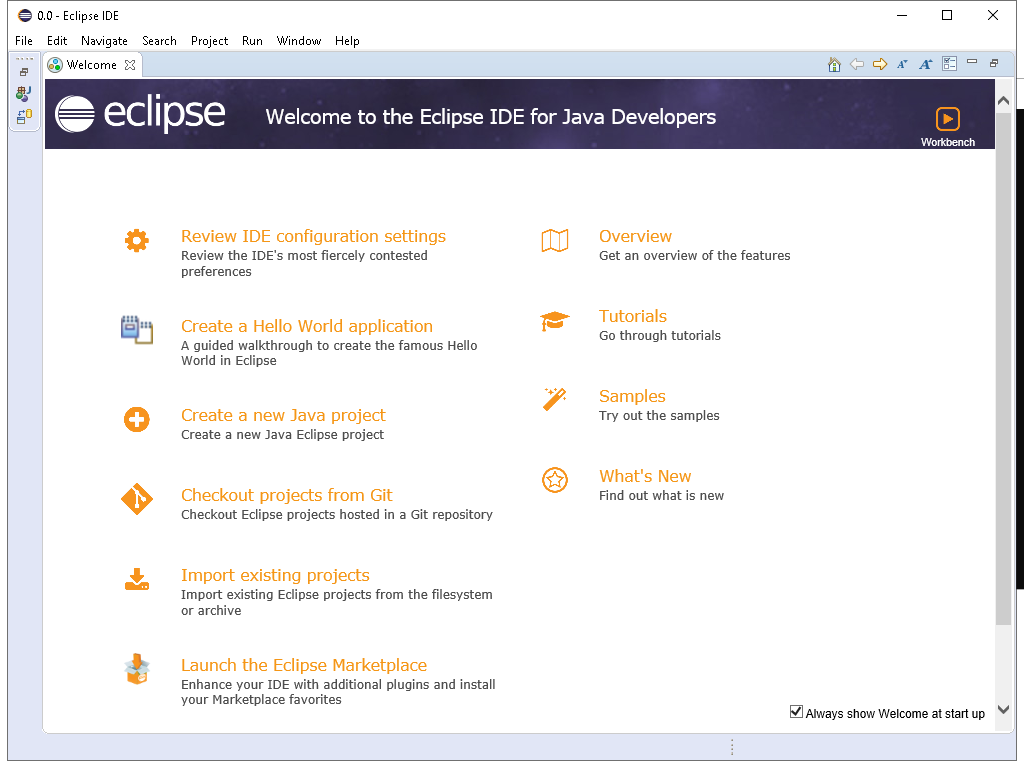 0.0 - Eclipse IDE
File Edit Navigate Search Project Run Window Help
Welcome
eclipse
Welcome to the Eclipse IDE for Java Developers
Workbench
Review IDE configuration settings
Review the IDE's most fiercely contested
preferences
Create a Hello World application
A guided walkthrough to create the famous Hello
World in Eclipse
Create a new Java project
Create a new Java Eclipse project
Checkout projects from Git
Checkout Eclipse projects hosted in a Git repository
Import existing projects
Import existing Eclipse projects from the filesystem
or archive
Launch the Eclipse Marketplace
Enhance your IDE with additional plugins and install
your Marketplace favorites
Overview
Get an overview of the features
Tutorials
Go through tutorials
Samples
Try out the samples
What's New
Find out what is new
Always show Welcome at start up